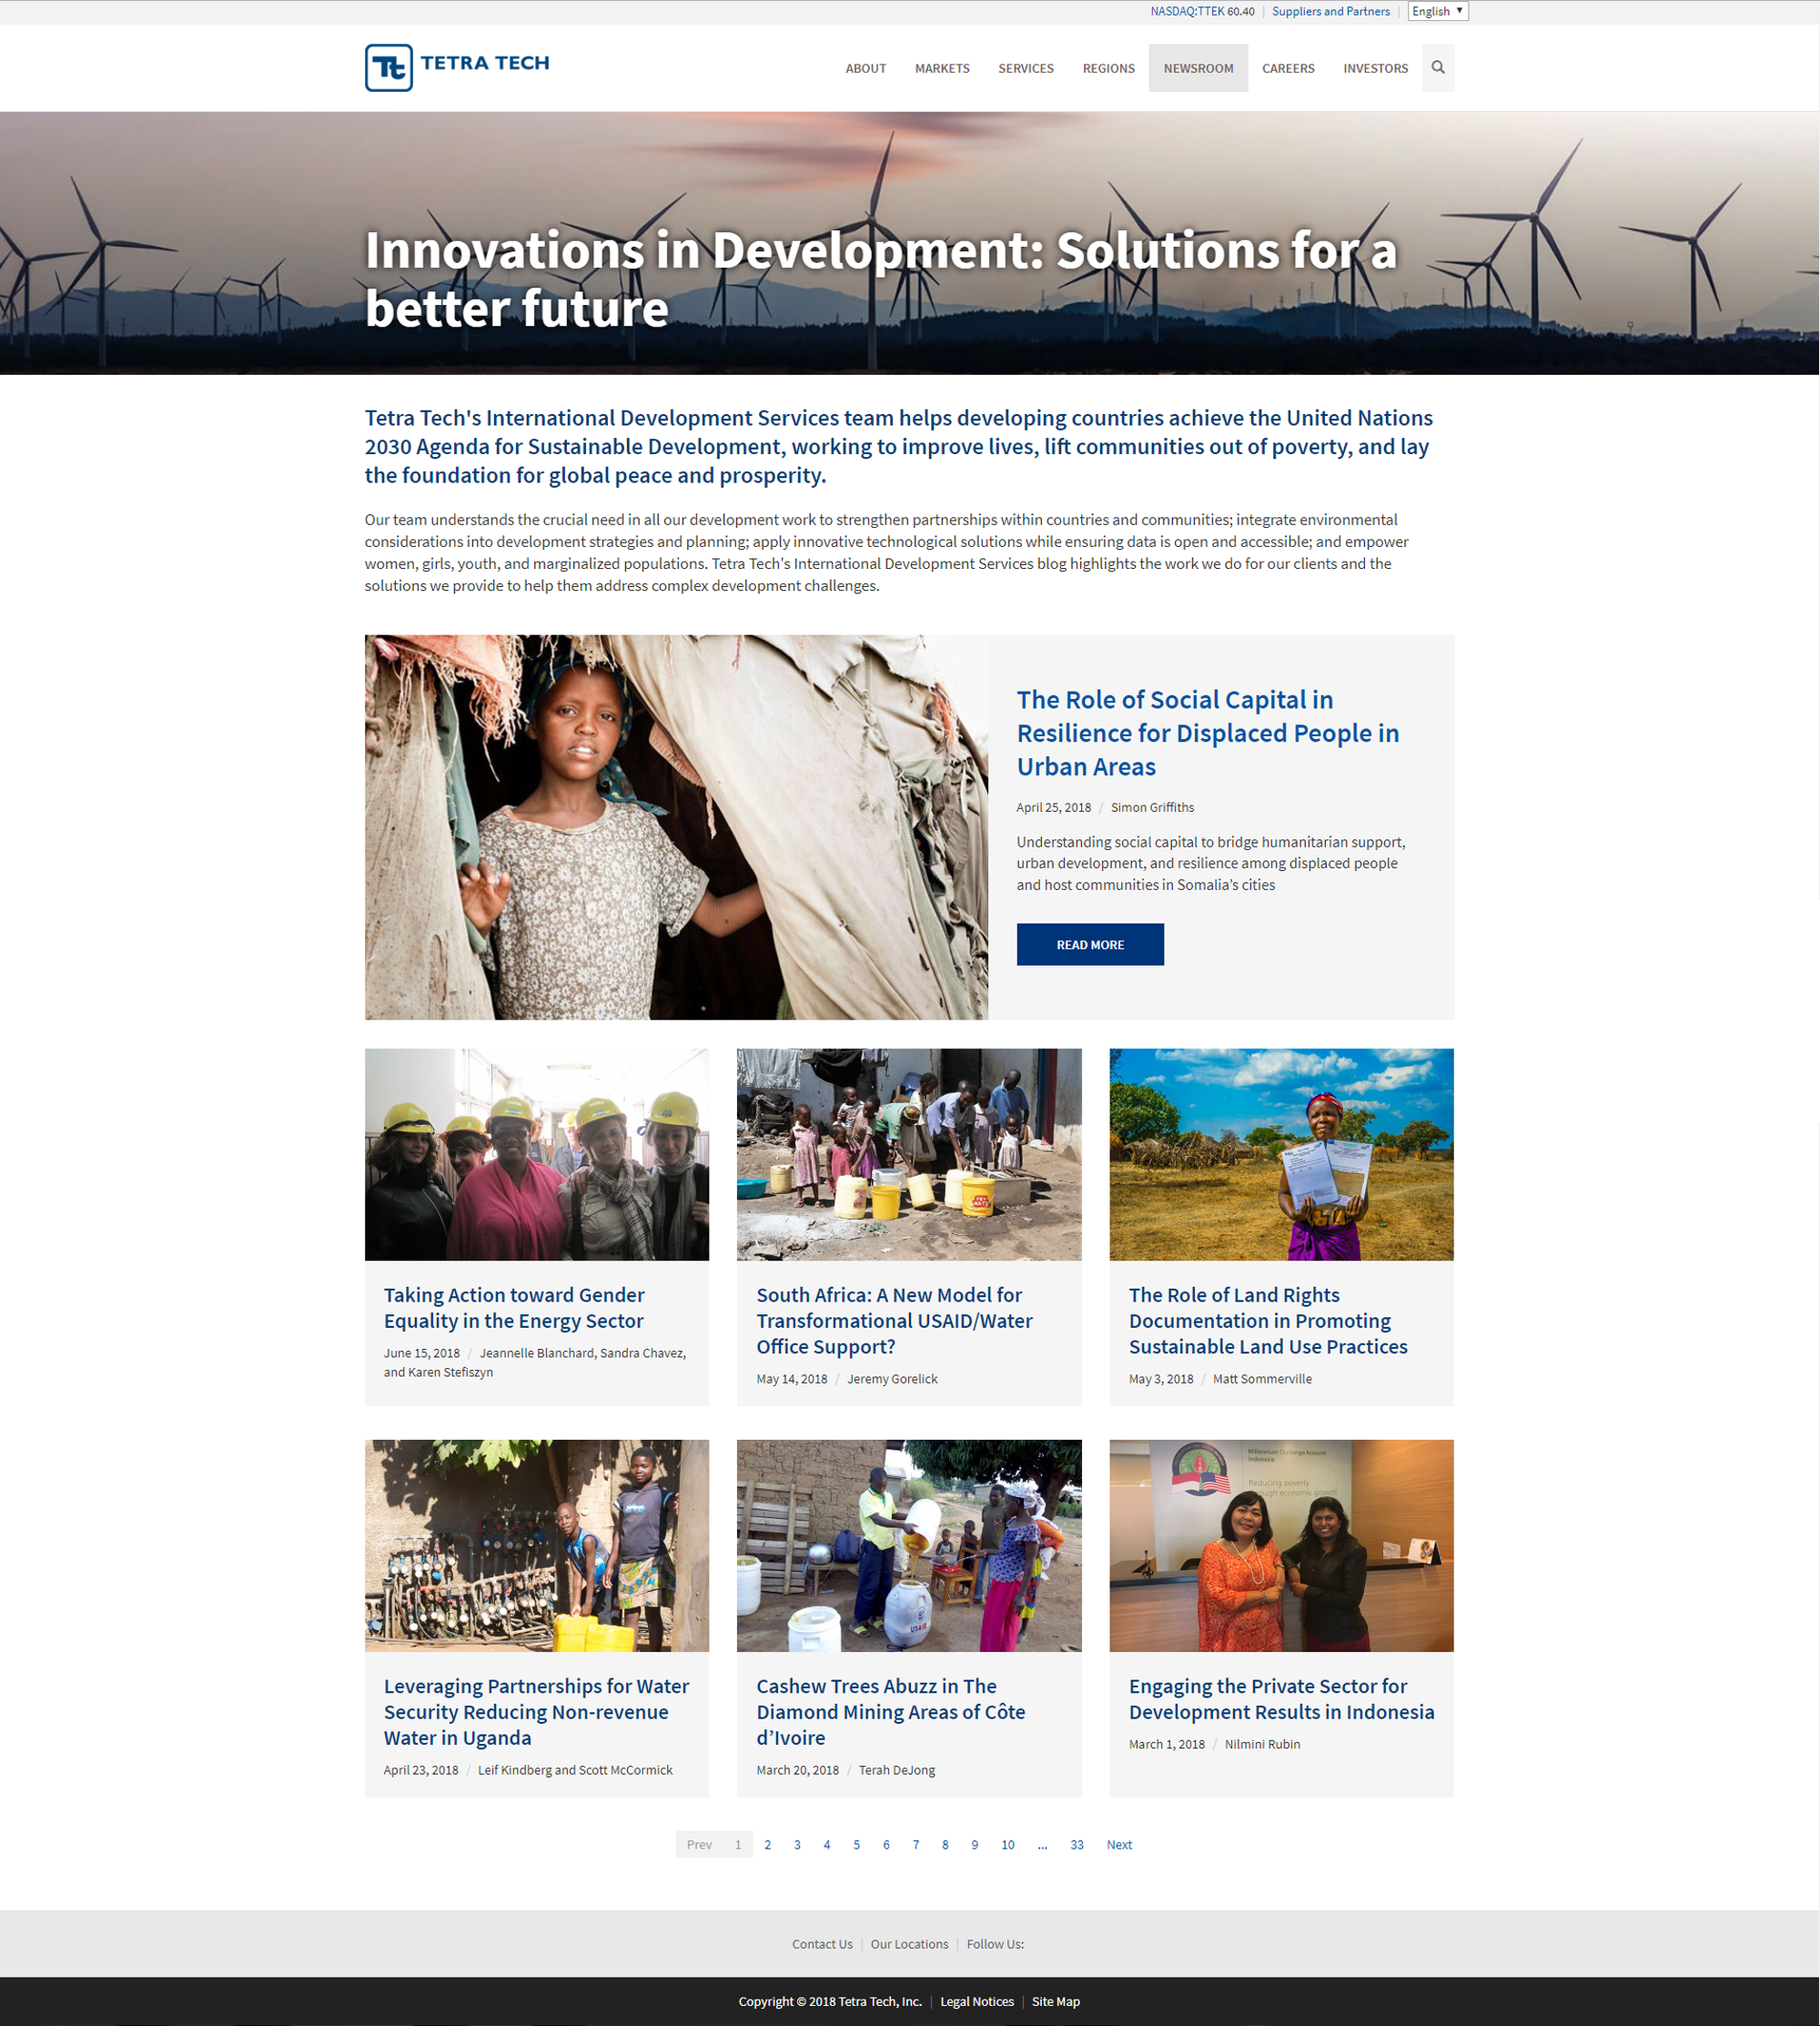 NASDAQ:TTEK 60.40 | Suppliers and Partners | English ▼
Tt TETRA TECH
ABOUT MARKETS SERVICES REGIONS NEWSROOM CAREERS INVESTORS
Innovations in Development: Solutions for a
better future
Tetra Tech's International Development Services team helps developing countries achieve the United Nations
2030 Agenda for Sustainable Development, working to improve lives, lift communities out of poverty, and lay
the foundation for global peace and prosperity.
Our team understands the crucial need in all our development work to strengthen partnerships within countries and communities; integrate environmental
considerations into development strategies and planning; apply innovative technological solutions while ensuring data is open and accessible; and empower
women, girls, youth, and marginalized populations. Tetra Tech's International Development Services blog highlights the work we do for our clients and the
solutions we provide to help them address complex development challenges.
The Role of Social Capital in
Resilience for Displaced People in
Urban Areas
April 25, 2018 / Simon Griffiths
Understanding social capital to bridge humanitarian support,
urban development, and resilience among displaced people
and host communities in Somalia’s cities
READ MORE
Taking Action toward Gender
Equality in the Energy Sector
June 15, 2018 / Jeannelle Blanchard, Sandra Chavez,
and Karen Stefiszyn
South Africa: A New Model for
Transformational USAID/Water
Office Support?
May 14, 2018 / Jeremy Gorelick
The Role of Land Rights
Documentation in Promoting
Sustainable Land Use Practices
May 3, 2018 / Matt Sommerville
USAID
Millennium Challenge Account
Indonesia
Reducing poverty
through economic growth
Leveraging Partnerships for Water
Security Reducing Non-revenue
Water in Uganda
April 23, 2018 / Leif Kindberg and Scott McCormick
Cashew Trees Abuzz in The
Diamond Mining Areas of Côte
d’Ivoire
March 20, 2018 / Terah DeJong
Engaging the Private Sector for
Development Results in Indonesia
March 1, 2018 / Nilmini Rubin
Prev 1 2 3 4 5 6 7 8 9 10 ... 33 Next
Contact Us | Our Locations | Follow Us:
Copyright © 2018 Tetra Tech, Inc. | Legal Notices | Site Map